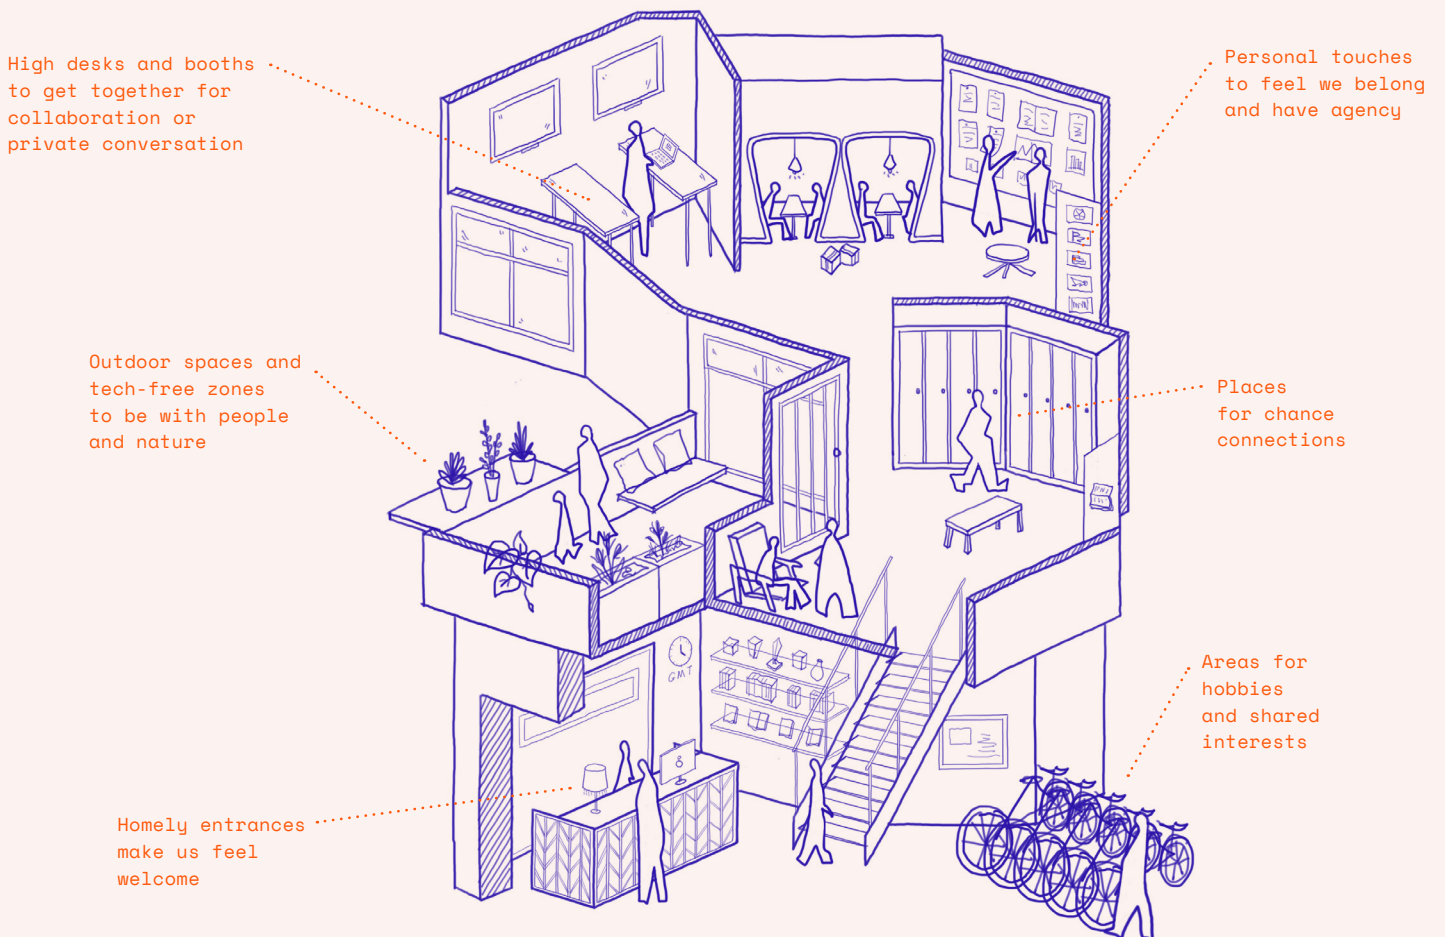 High desks and booths
to get together for
collaboration or
private conversation
Personal touches
to feel we belong
and have agency
Outdoor spaces and
tech-free zones
to be with people
and nature
Places
for chance
connections
GMT
Areas for
hobbies
and shared
interests
Homely entrances
make us feel
welcome